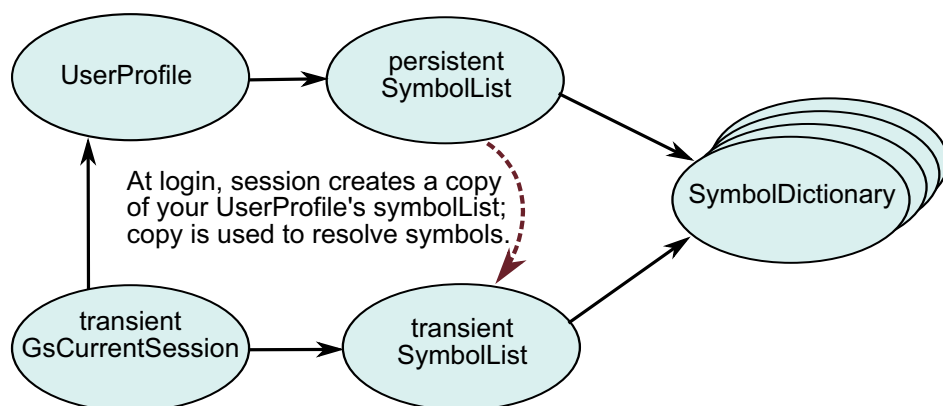 UserProfile
persistent
SymbolList
At login, session creates a copy
of your UserProfile's symbolList;
copy is used to resolve symbols.
SymbolDictionary
transient
GsCurrentSession
transient
SymbolList